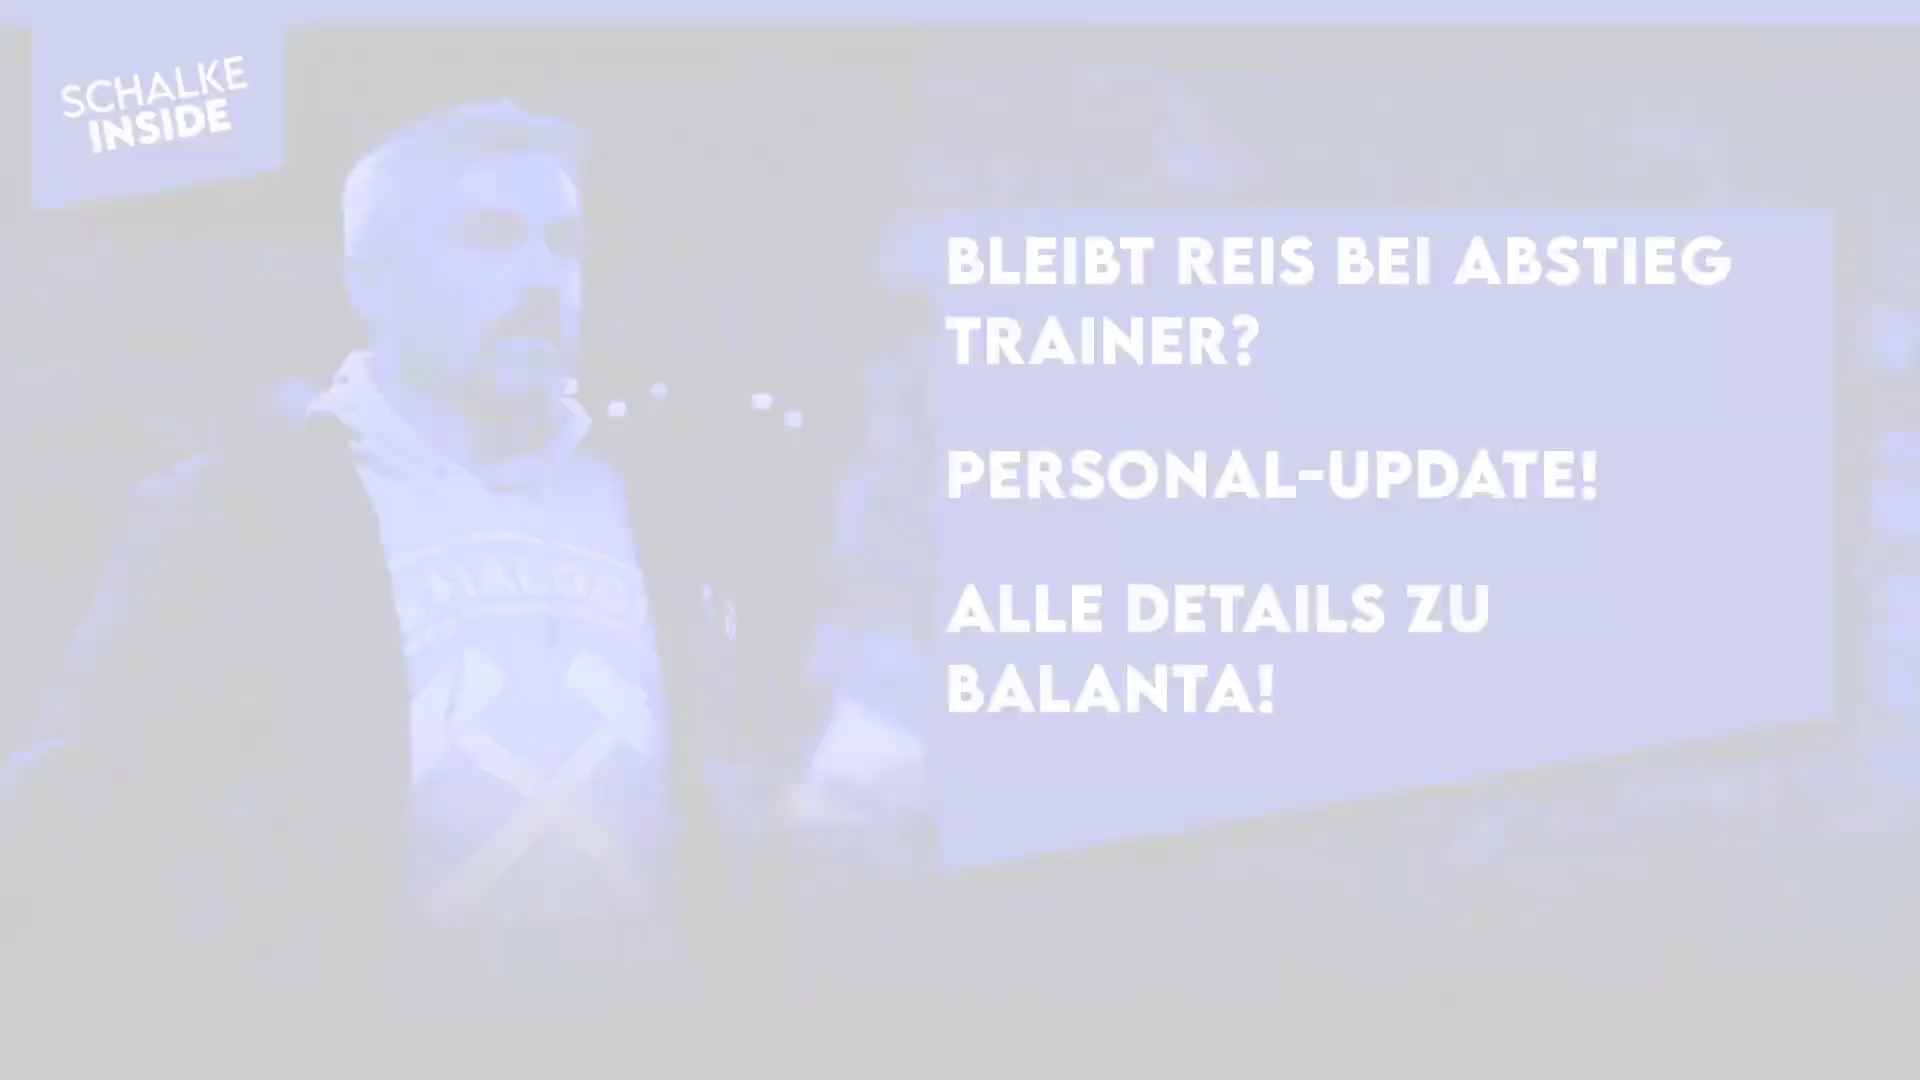 SCHALKE
INSIDE
BLEIBT REIS BEI ABSTIEG
TRAINER?
PERSONAL-UPDATE!
ALLE DETAILS ZU
BALANTA!